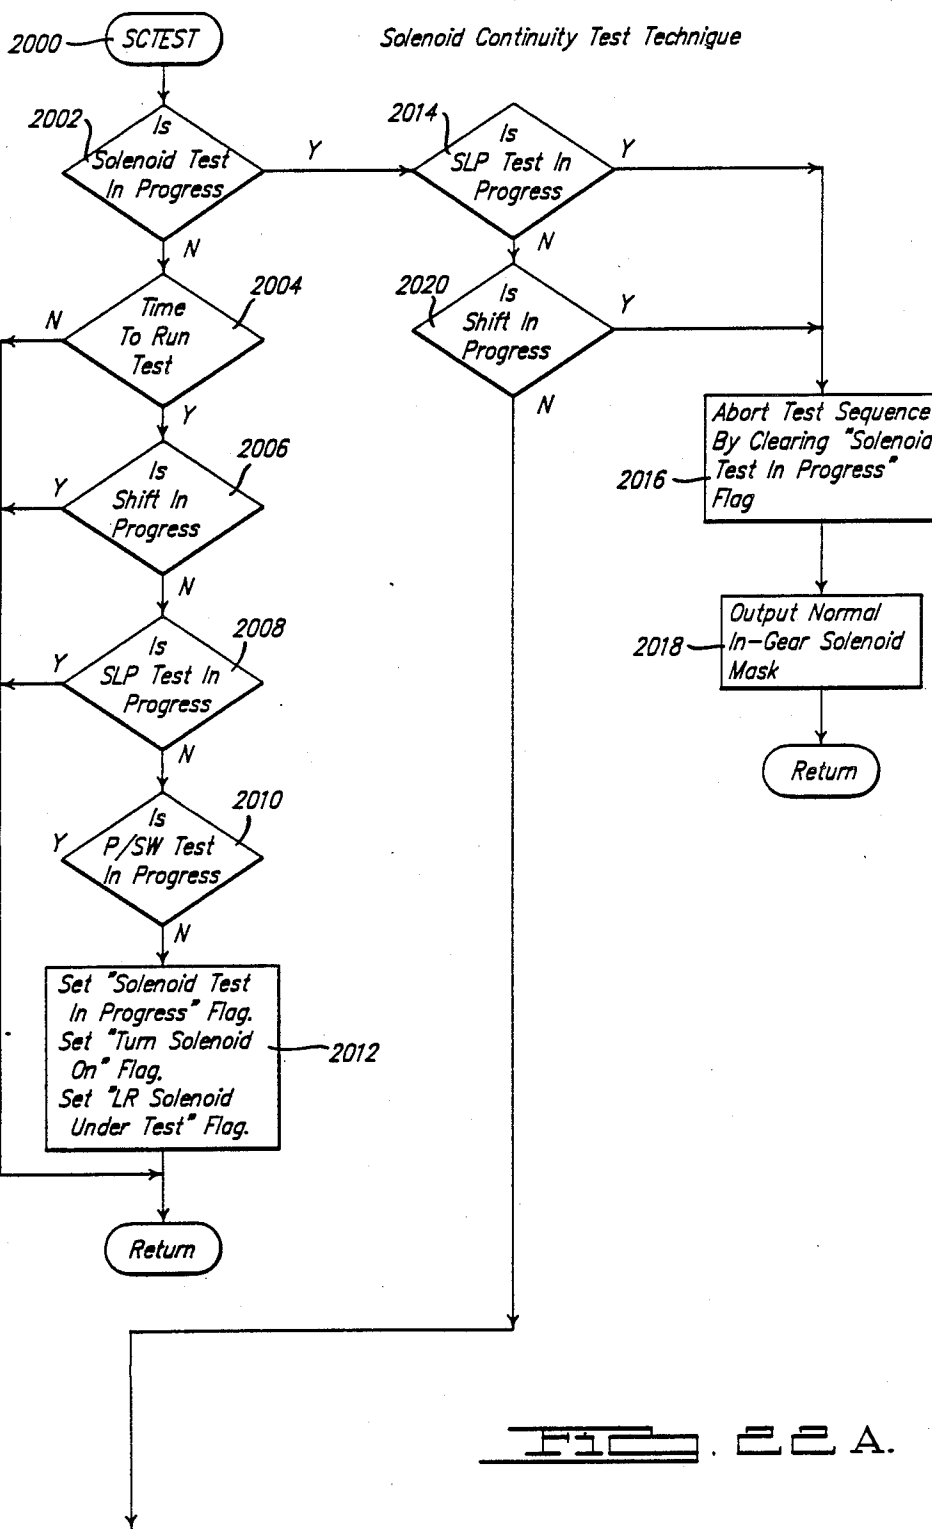 Solenoid Continuity Test Technique
2000
SCTEST
2002
Is
Solenoid Test
In Progress
Y
N
2014
Is
SLP Test In
Progress
Y
N
2004
Time
To Run
Test
N
Y
2020
Is
Shift In
Progress
Y
N
2006
Is
Shift In
Progress
Y
N
Abort Test Sequence
By Clearing "Solenoid
Test In Progress"
Flag
2016
2008
Is
SLP Test In
Progress
Y
N
Output Normal
In-Gear Solenoid
Mask
2018
Return
2010
Is
P/SW Test
In Progress
Y
N
Set "Solenoid Test
In Progress" Flag.
Set "Turn Solenoid
On" Flag.
Set "LR Solenoid
Under Test" Flag.
2012
Return
A.